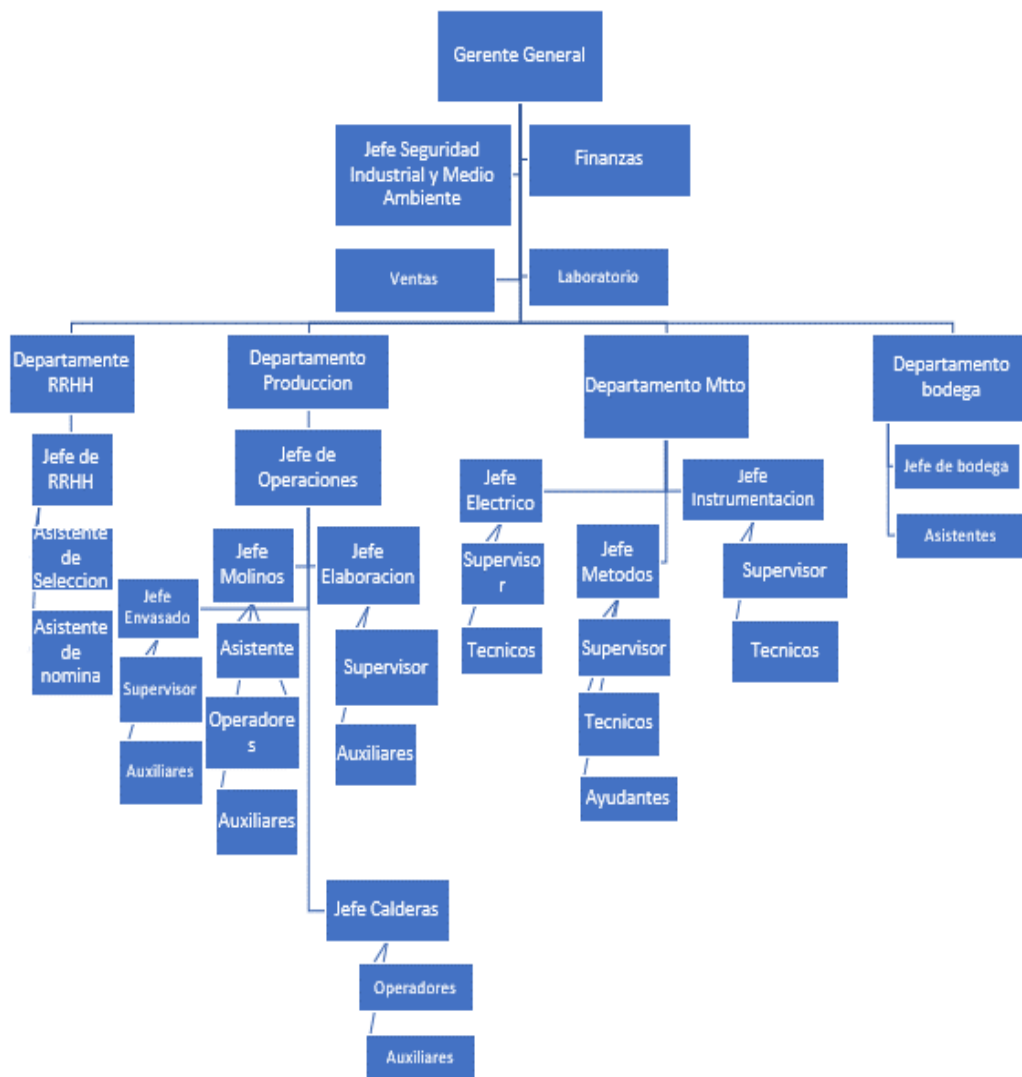 Gerente General
Jefe Seguridad
Industrial y Medio
Ambiente
Finanzas
Ventas
Laboratorio
Departamente
RRHH
Departamento
Produccion
Departamento Mtto
Departamento
bodega
Jefe de
RRHH
Jefe de
Operaciones
Jefe
Electrico
Jefe
Instrumentacion
Jefe de bodega
Asistente
de
Seleccion
Asistente
de
nomina
Jefe
Envasado
Supervisor
Auxiliares
Jefe
Molinos
Asistente
Operadore
s
Auxiliares
Jefe
Elaboracion
Supervisor
Auxiliares
Superviso
r
Tecnicos
Jefe
Metodos
Supervisor
Tecnicos
Ayudantes
Supervisor
Tecnicos
Asistentes
Jefe Calderas
Operadores
Auxiliares